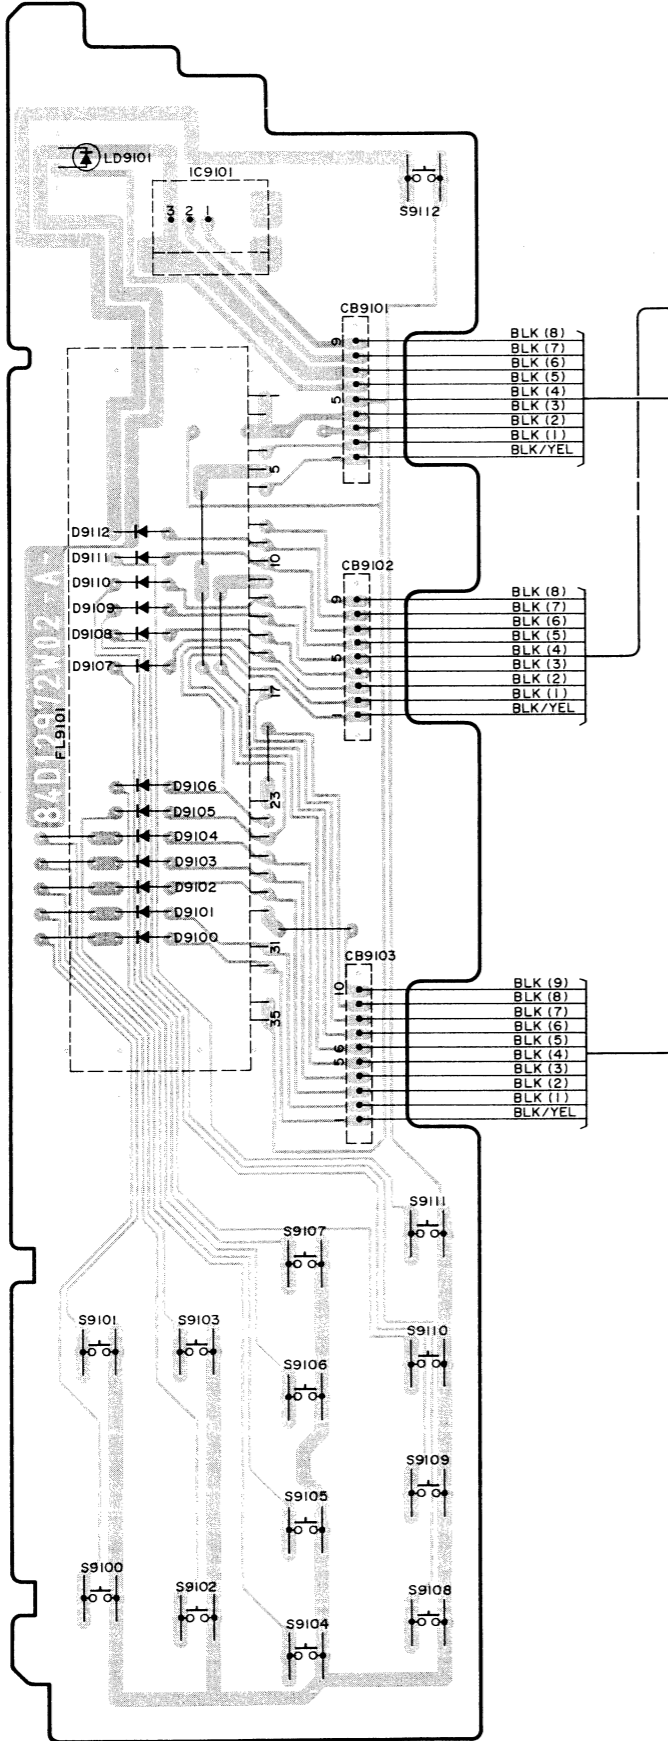 LD9101
IC9101
3 2 1
S9112
CB9101
9
5
1
BLK (8)
BLK (7)
BLK (6)
BLK (5)
BLK (4)
BLK (3)
BLK (2)
BLK (1)
BLK/YEL
1
5
10
17
23
31
35
D9112
D9111
D9110
D9109
D9108
D9107
FL9101
CB9102
9
5
1
BLK (8)
BLK (7)
BLK (6)
BLK (5)
BLK (4)
BLK (3)
BLK (2)
BLK (1)
BLK/YEL
D9106
D9105
D9104
D9103
D9102
D9101
D9100
CB9103
10
6
5
1
BLK (9)
BLK (8)
BLK (7)
BLK (6)
BLK (5)
BLK (4)
BLK (3)
BLK (2)
BLK (1)
BLK/YEL
S9111
S9107
S9101
S9103
S9110
S9106
S9109
S9105
S9100
S9102
S9108
S9104